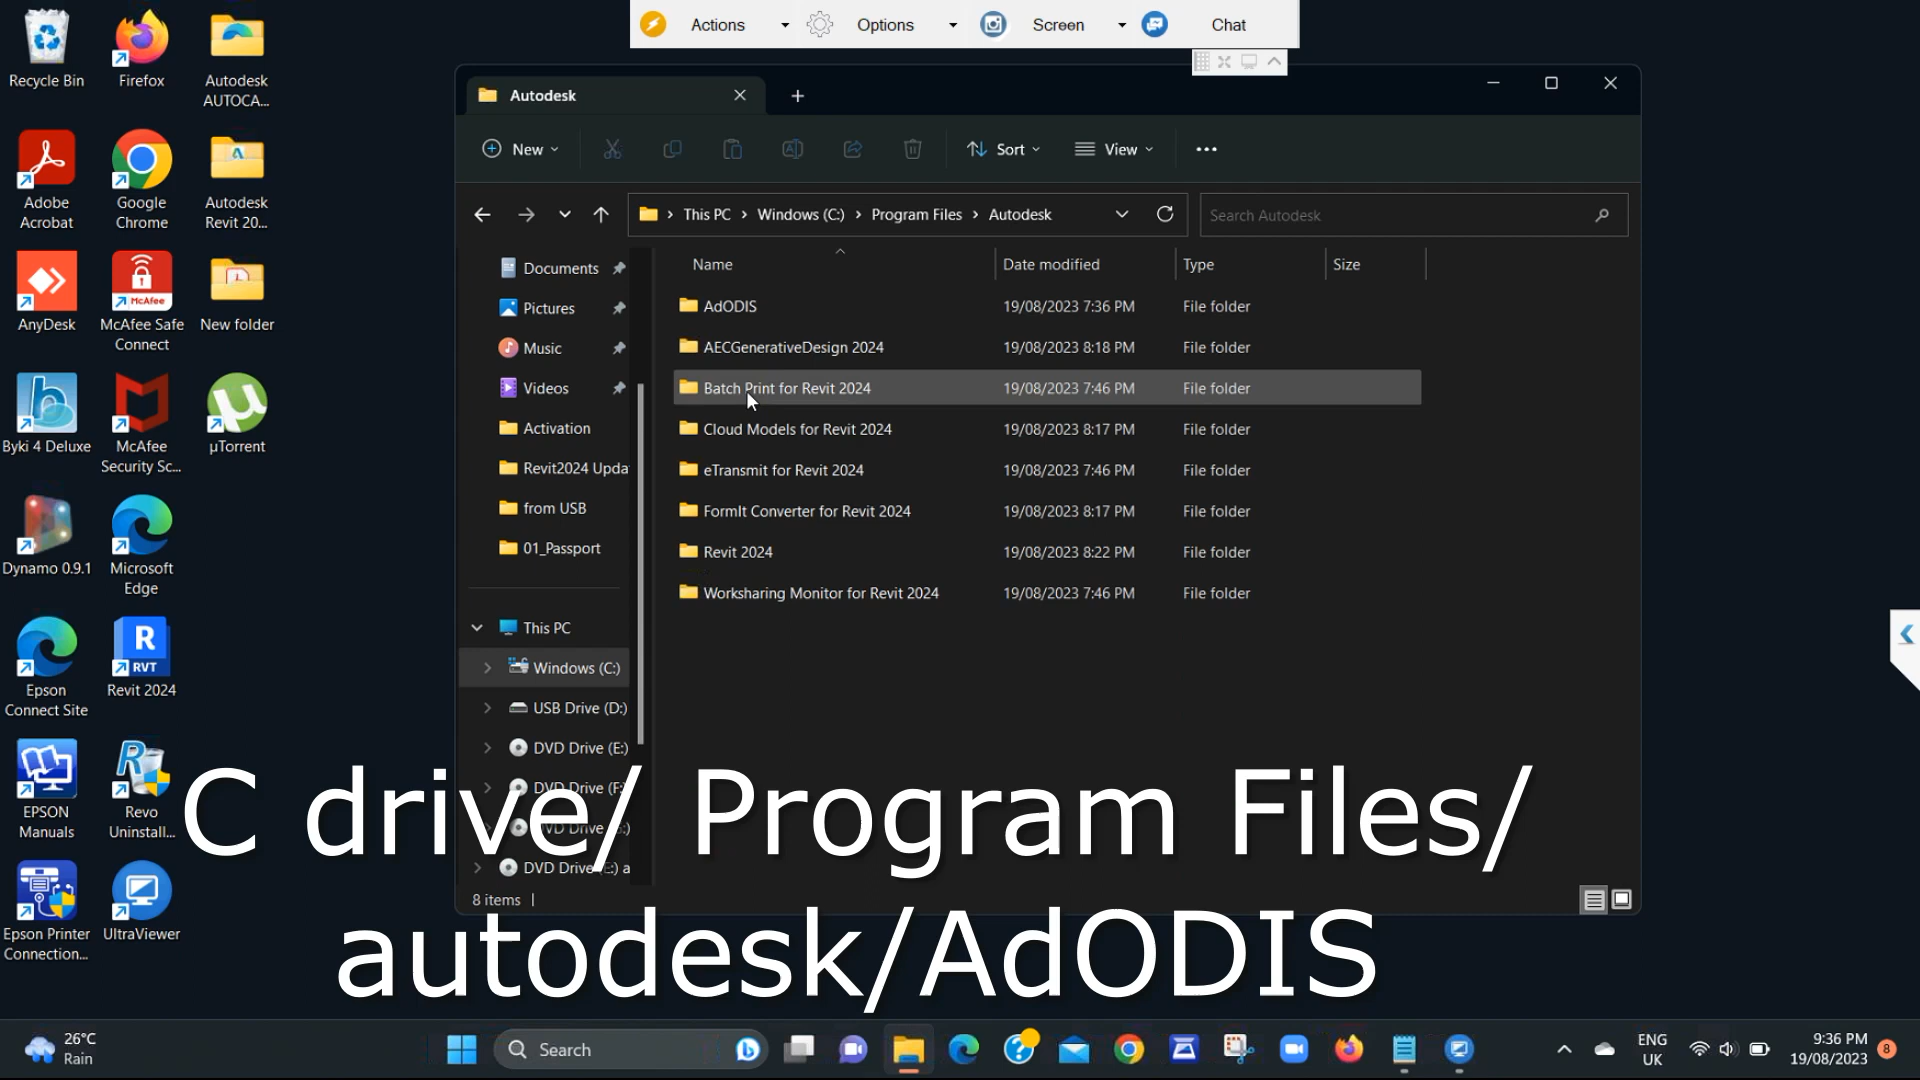 Actions
Options
Screen
Chat
Recycle Bin
Firefox
Autodesk
AUTOCA...
Adobe
Acrobat
Google
Chrome
Autodesk
Revit 20...
AnyDesk
McAfee
McAfee Safe
Connect
New folder
Byki 4 Deluxe
McAfee
Security Sc...
µTorrent
Dynamo 0.9.1
Microsoft
Edge
Epson
Connect Site
R
RVT
Revit 2024
EPSON
Manuals
Revo
Uninstall...
Epson Printer
Connection...
UltraViewer
Autodesk
New
Sort
View
This PC > Windows (C:) > Program Files > Autodesk
Search Autodesk
Documents
Pictures
Music
Videos
Activation
Revit2024 Upda
from USB
01_Passport
This PC
Windows (C:)
USB Drive (D:)
DVD Drive (E:)
DVD Drive (F:
DVD Drive
DVD Drive (E:) a
Name Date modified Type Size
AdODIS 19/08/2023 7:36 PM File folder
AECGenerativeDesign 2024 19/08/2023 8:18 PM File folder
Batch Print for Revit 2024 19/08/2023 7:46 PM File folder
Cloud Models for Revit 2024 19/08/2023 8:17 PM File folder
eTransmit for Revit 2024 19/08/2023 7:46 PM File folder
FormIt Converter for Revit 2024 19/08/2023 8:17 PM File folder
Revit 2024 19/08/2023 8:22 PM File folder
Worksharing Monitor for Revit 2024 19/08/2023 7:46 PM File folder
8 items
C drive/ Program Files/
autodesk/AdODIS
26°C
Rain
Search
ENG
UK
9:36 PM
19/08/2023
8